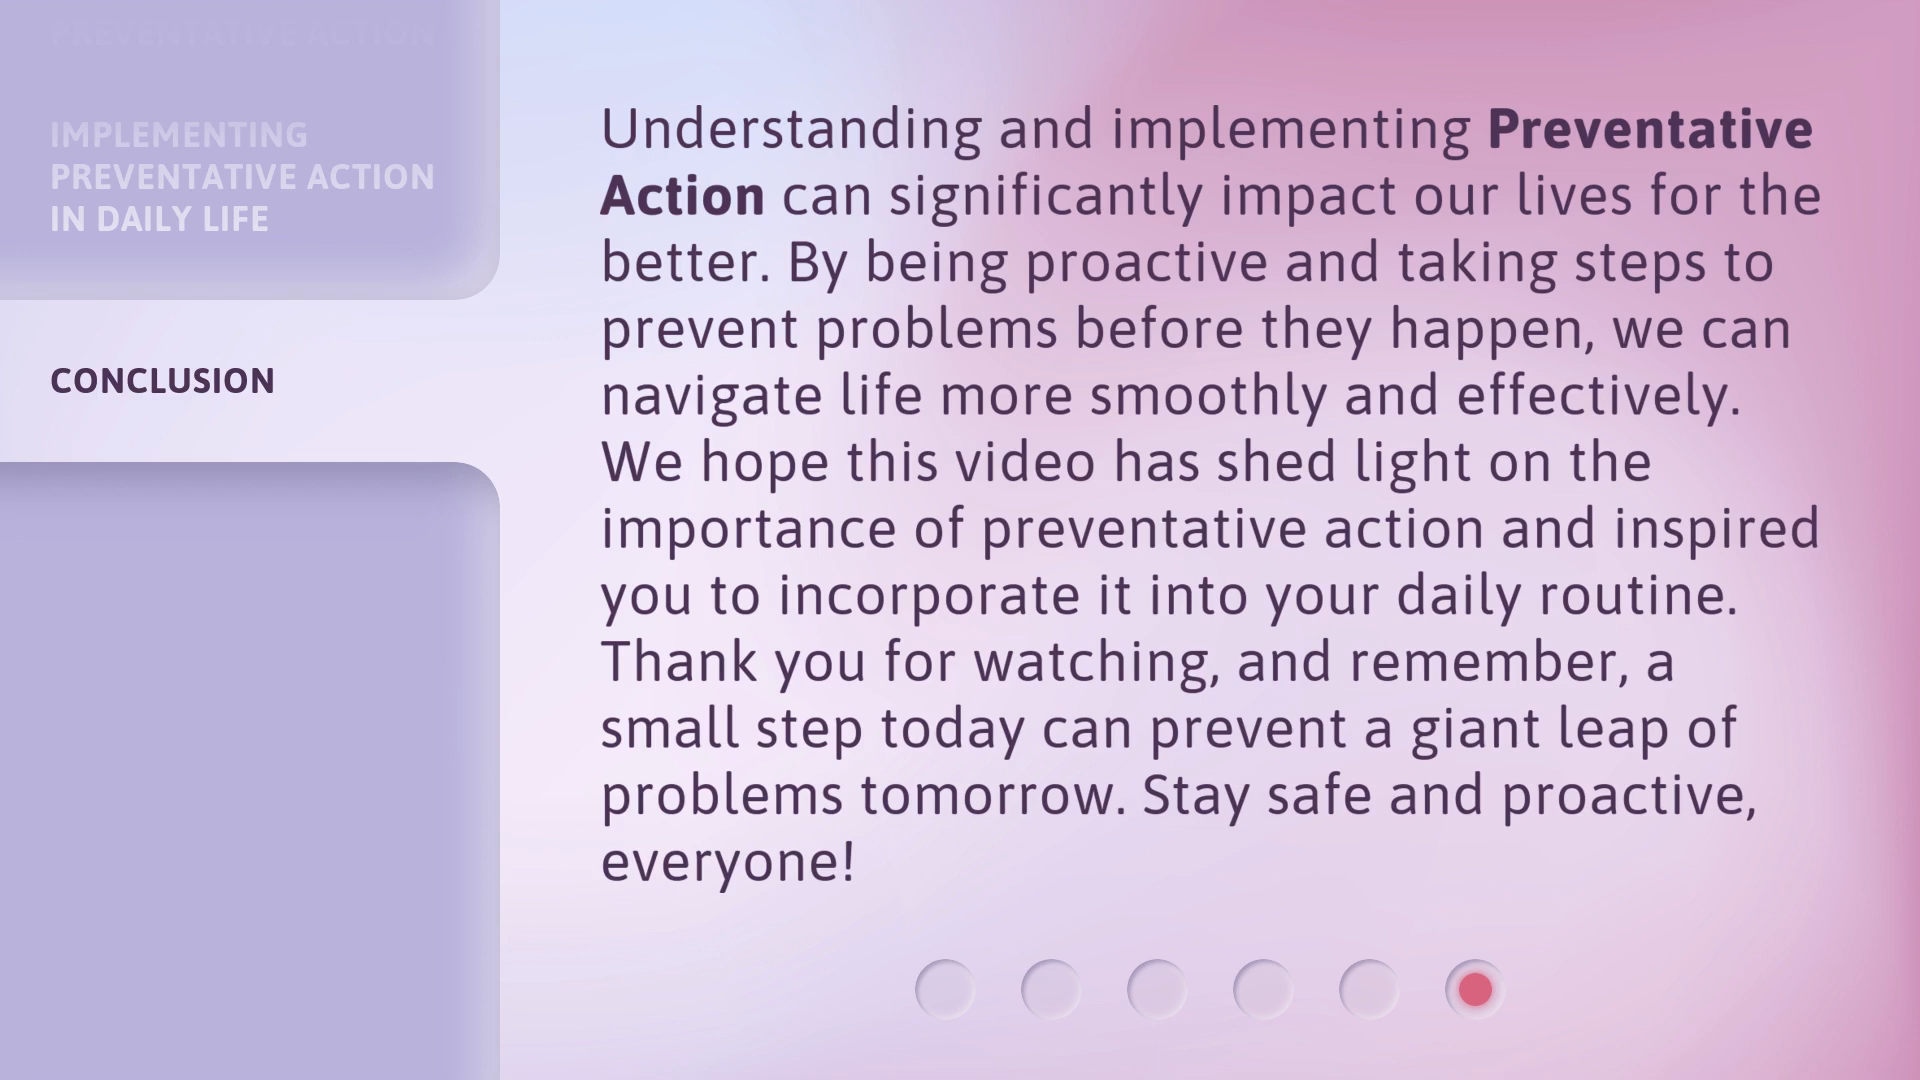 PREVENTATIVE ACTION
IMPLEMENTING
PREVENTATIVE ACTION
IN DAILY LIFE
CONCLUSION
Understanding and implementing Preventative
Action can significantly impact our lives for the
better. By being proactive and taking steps to
prevent problems before they happen, we can
navigate life more smoothly and effectively.
We hope this video has shed light on the
importance of preventative action and inspired
you to incorporate it into your daily routine.
Thank you for watching, and remember, a
small step today can prevent a giant leap of
problems tomorrow. Stay safe and proactive,
everyone!